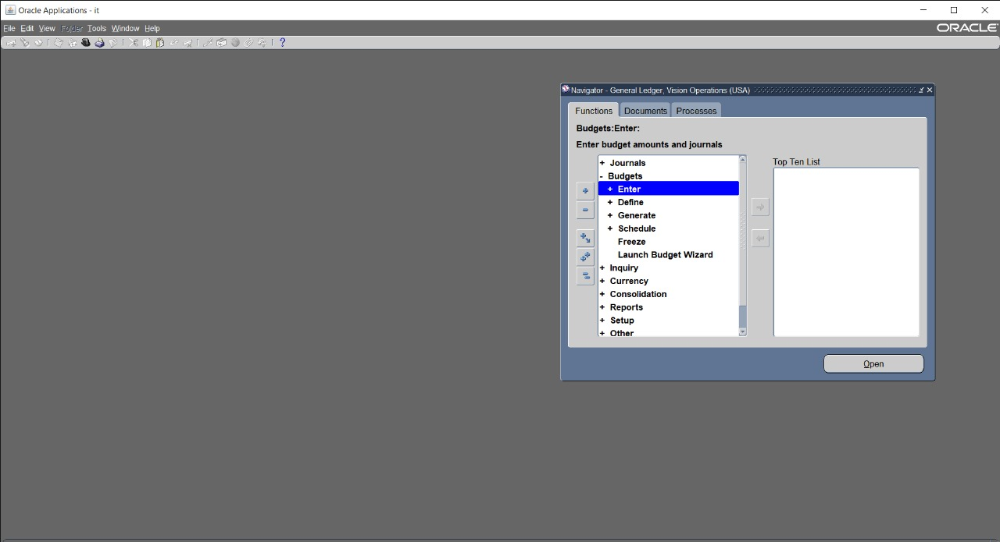 Oracle Applications - it
File Edit View Folder Tools Window Help
ORACLE
Navigator - General Ledger, Vision Operations (USA)
Functions Documents Processes
Budgets:Enter:
Enter budget amounts and journals
+ Journals
- Budgets
+ Enter
+ Define
+ Generate
+ Schedule
Freeze
Launch Budget Wizard
+ Inquiry
+ Currency
+ Consolidation
+ Reports
+ Setup
+ Other
Top Ten List
Open